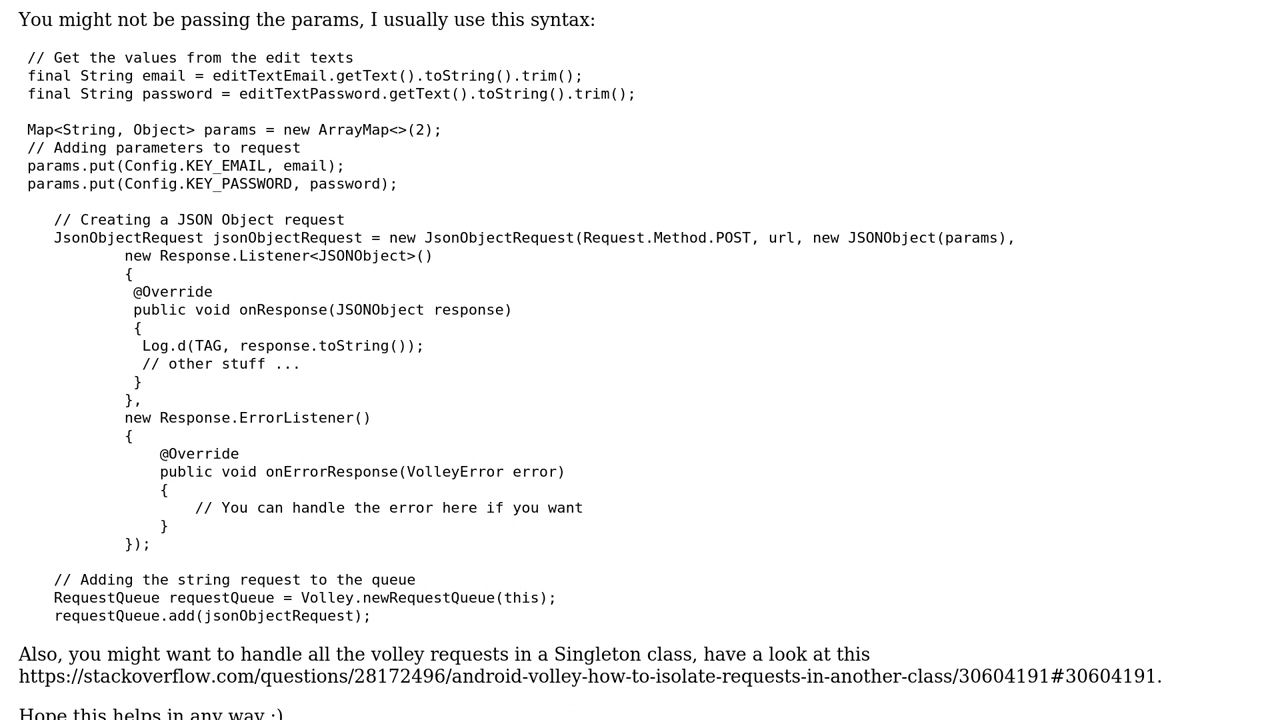 You might not be passing the params, I usually use this syntax:
// Get the values from the edit texts
final String email = editTextEmail.getText().toString().trim();
final String password = editTextPassword.getText().toString().trim();
Map<String, Object> params = new ArrayMap<>(2);
// Adding parameters to request
params.put(Config.KEY_EMAIL, email);
params.put(Config.KEY_PASSWORD, password);
// Creating a JSON Object request
JsonObjectRequest jsonObjectRequest = new JsonObjectRequest(Request.Method.POST, url, new JSONObject(params),
new Response.Listener<JSONObject>()
{
@Override
public void onResponse(JSONObject response)
{
Log.d(TAG, response.toString());
// other stuff ...
}
},
new Response.ErrorListener()
{
@Override
public void onErrorResponse(VolleyError error)
{
// You can handle the error here if you want
}
});
// Adding the string request to the queue
RequestQueue requestQueue = Volley.newRequestQueue(this);
requestQueue.add(jsonObjectRequest);
Also, you might want to handle all the volley requests in a Singleton class, have a look at this
https://stackoverflow.com/questions/28172496/android-volley-how-to-isolate-requests-in-another-class/30604191#30604191.
Hope this helps in any way :)